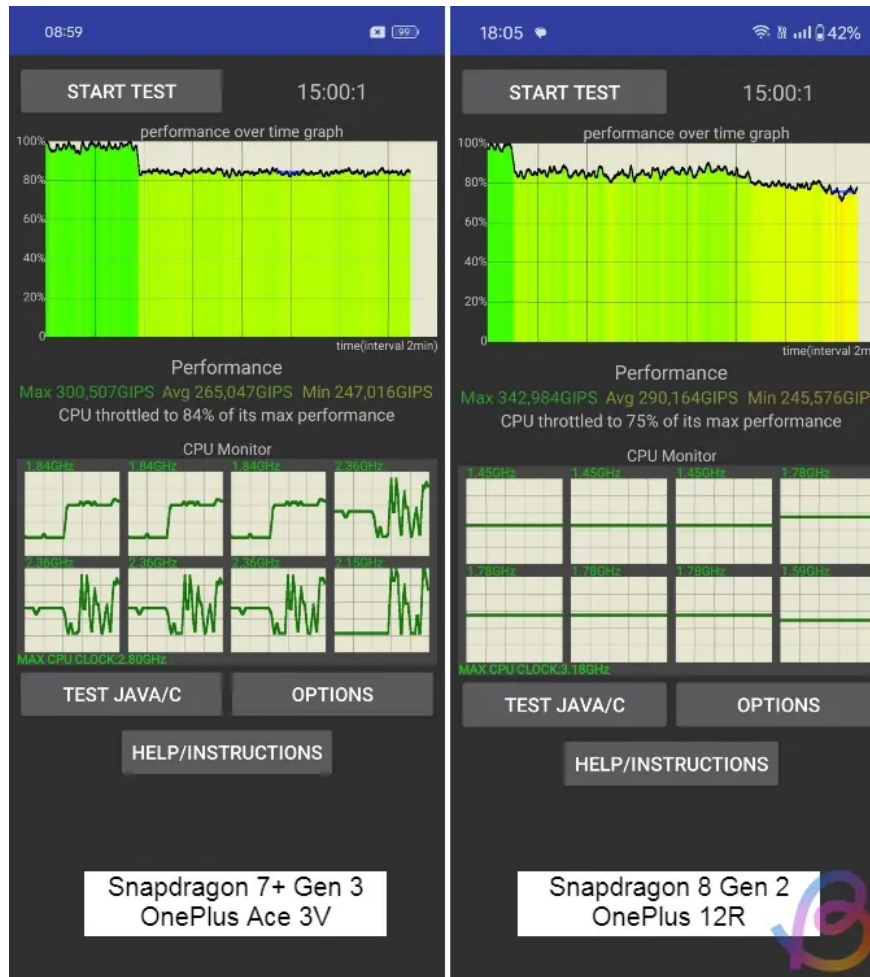 08:59
99
START TEST
15:00:1
performance over time graph
100%
80%
60%
40%
20%
0
time(interval 2min)
Performance
Max 300,507GIPS Avg 265,047GIPS Min 247,016GIPS
CPU throttled to 84% of its max performance
CPU Monitor
1.84GHz 1.84GHz 1.84GHz 2.36GHz
2.36GHz 2.36GHz 2.36GHz 2.15GHz
MAX CPU CLOCK:2.80GHz
TEST JAVA/C
OPTIONS
HELP/INSTRUCTIONS
Snapdragon 7+ Gen 3
OnePlus Ace 3V
18:05
42%
START TEST
15:00:1
performance over time graph
100%
80%
60%
40%
20%
0
time(interval 2m
Performance
Max 342,984GIPS Avg 290,164GIPS Min 245,576GIP
CPU throttled to 75% of its max performance
CPU Monitor
1.45GHz 1.45GHz 1.45GHz 1.78GHz
1.78GHz 1.78GHz 1.78GHz 1.59GHz
MAX CPU CLOCK:3.18GHz
TEST JAVA/C
OPTIONS
HELP/INSTRUCTIONS
Snapdragon 8 Gen 2
OnePlus 12R